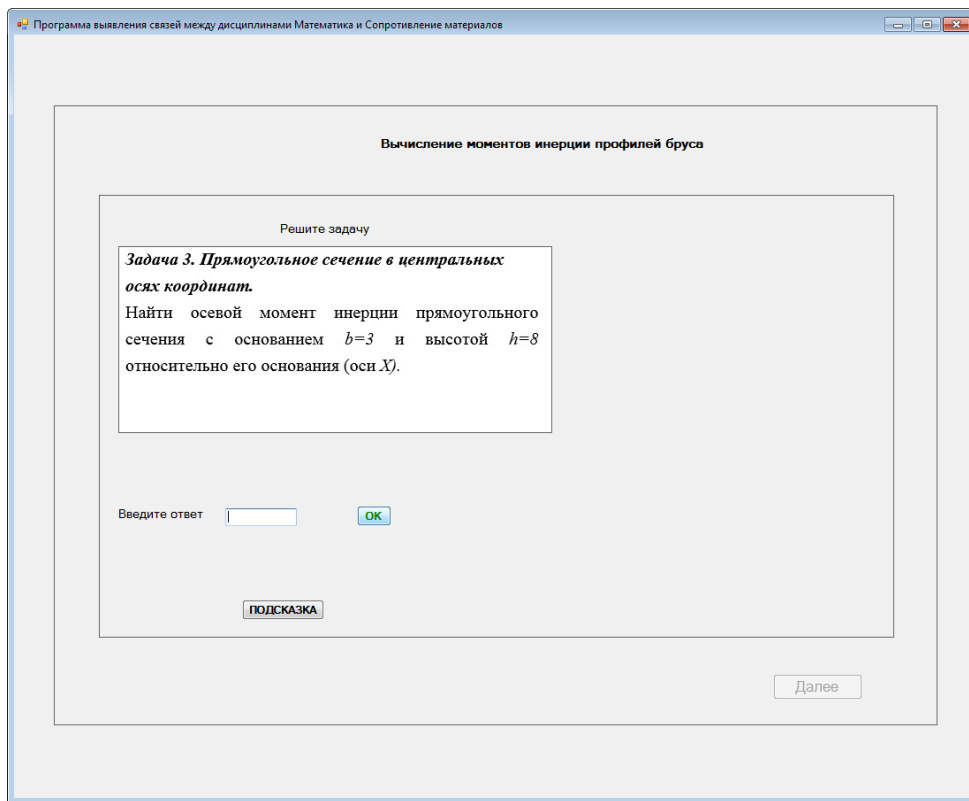 Программа выявления связей между дисциплинами Математика и Сопротивление материалов
Вычисление моментов инерции профилей бруса
Решите задачу
Задача 3. Прямоугольное сечение в центральных
осях координат.
Найти осевой момент инерции прямоугольного
сечения с основанием b=3 и высотой h=8
относительно его основания (оси X).
Введите ответ
OK
ПОДСКАЗКА
Далее